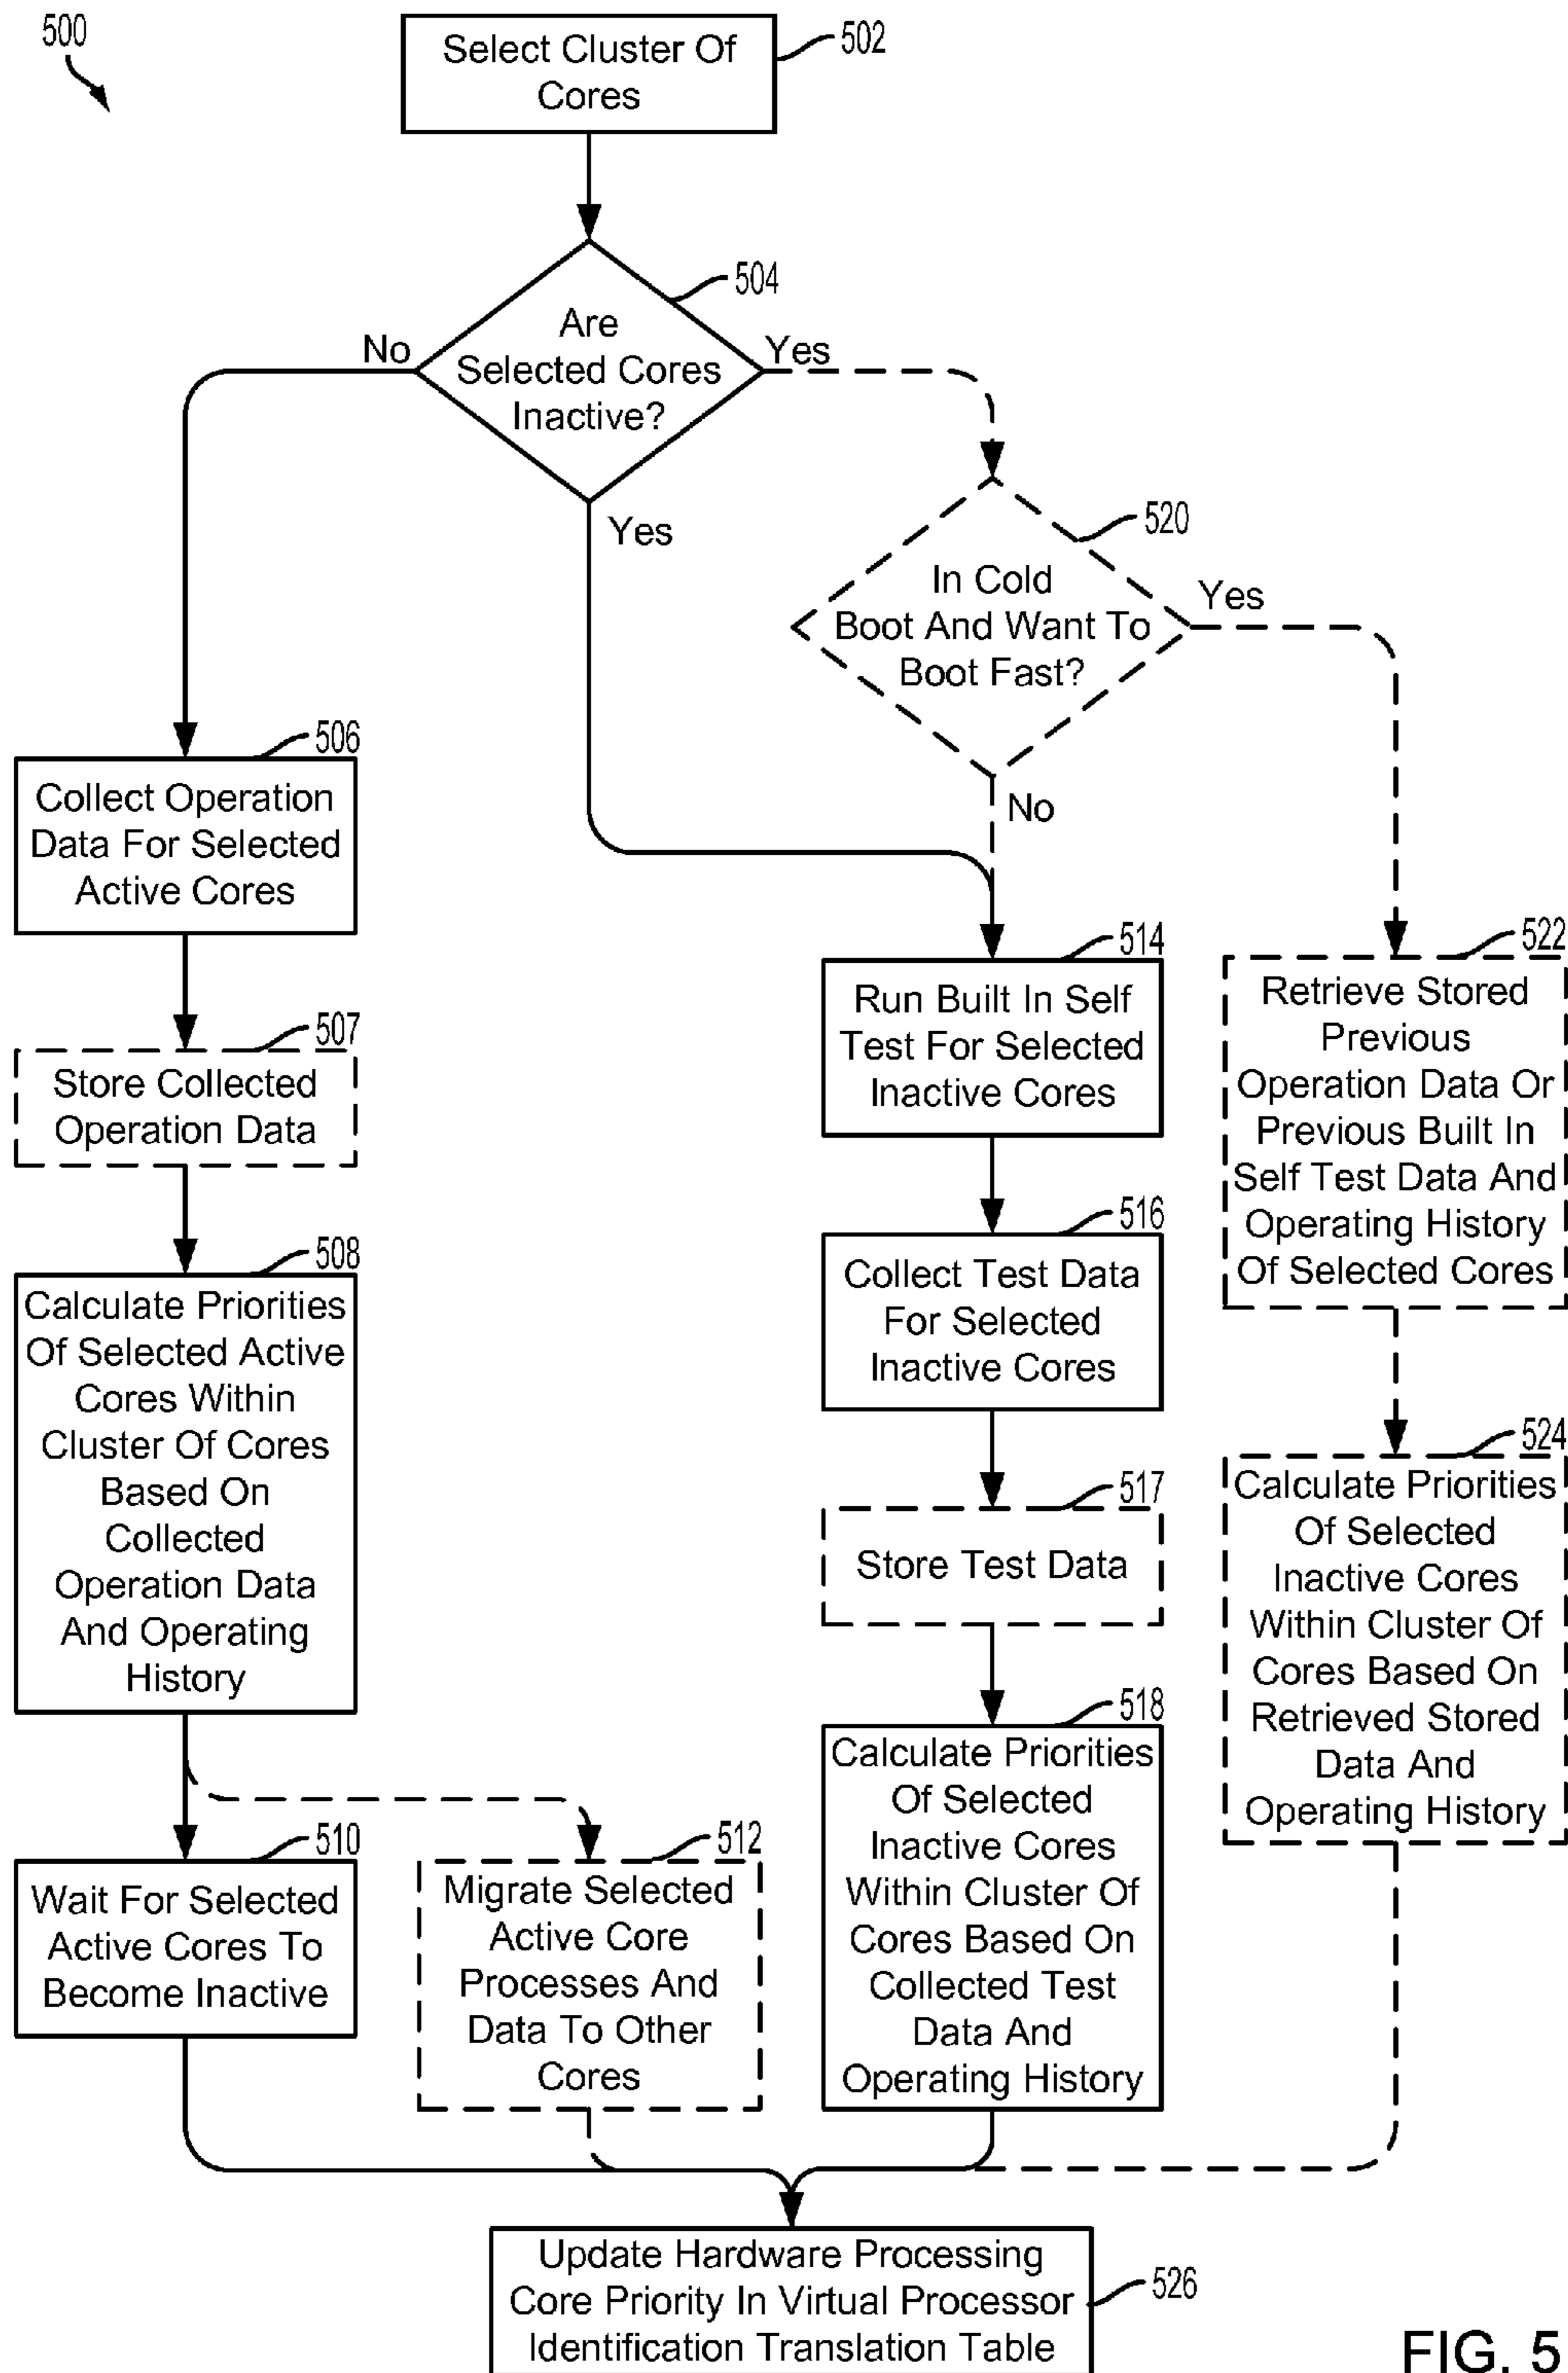 500
Select Cluster Of
Cores
502
Are
Selected Cores
Inactive?
504
No
Yes
Yes
In Cold
Boot And Want To
Boot Fast?
520
Yes
No
506
Collect Operation
Data For Selected
Active Cores
507
Store Collected
Operation Data
508
Calculate Priorities
Of Selected Active
Cores Within
Cluster Of Cores
Based On
Collected
Operation Data
And Operating
History
510
Wait For Selected
Active Cores To
Become Inactive
512
Migrate Selected
Active Core
Processes And
Data To Other
Cores
514
Run Built In Self
Test For Selected
Inactive Cores
516
Collect Test Data
For Selected
Inactive Cores
517
Store Test Data
518
Calculate Priorities
Of Selected
Inactive Cores
Within Cluster Of
Cores Based On
Collected Test
Data And
Operating History
522
Retrieve Stored
Previous
Operation Data Or
Previous Built In
Self Test Data And
Operating History
Of Selected Cores
524
Calculate Priorities
Of Selected
Inactive Cores
Within Cluster Of
Cores Based On
Retrieved Stored
Data And
Operating History
Update Hardware Processing
Core Priority In Virtual Processor
Identification Translation Table
526
FIG. 5